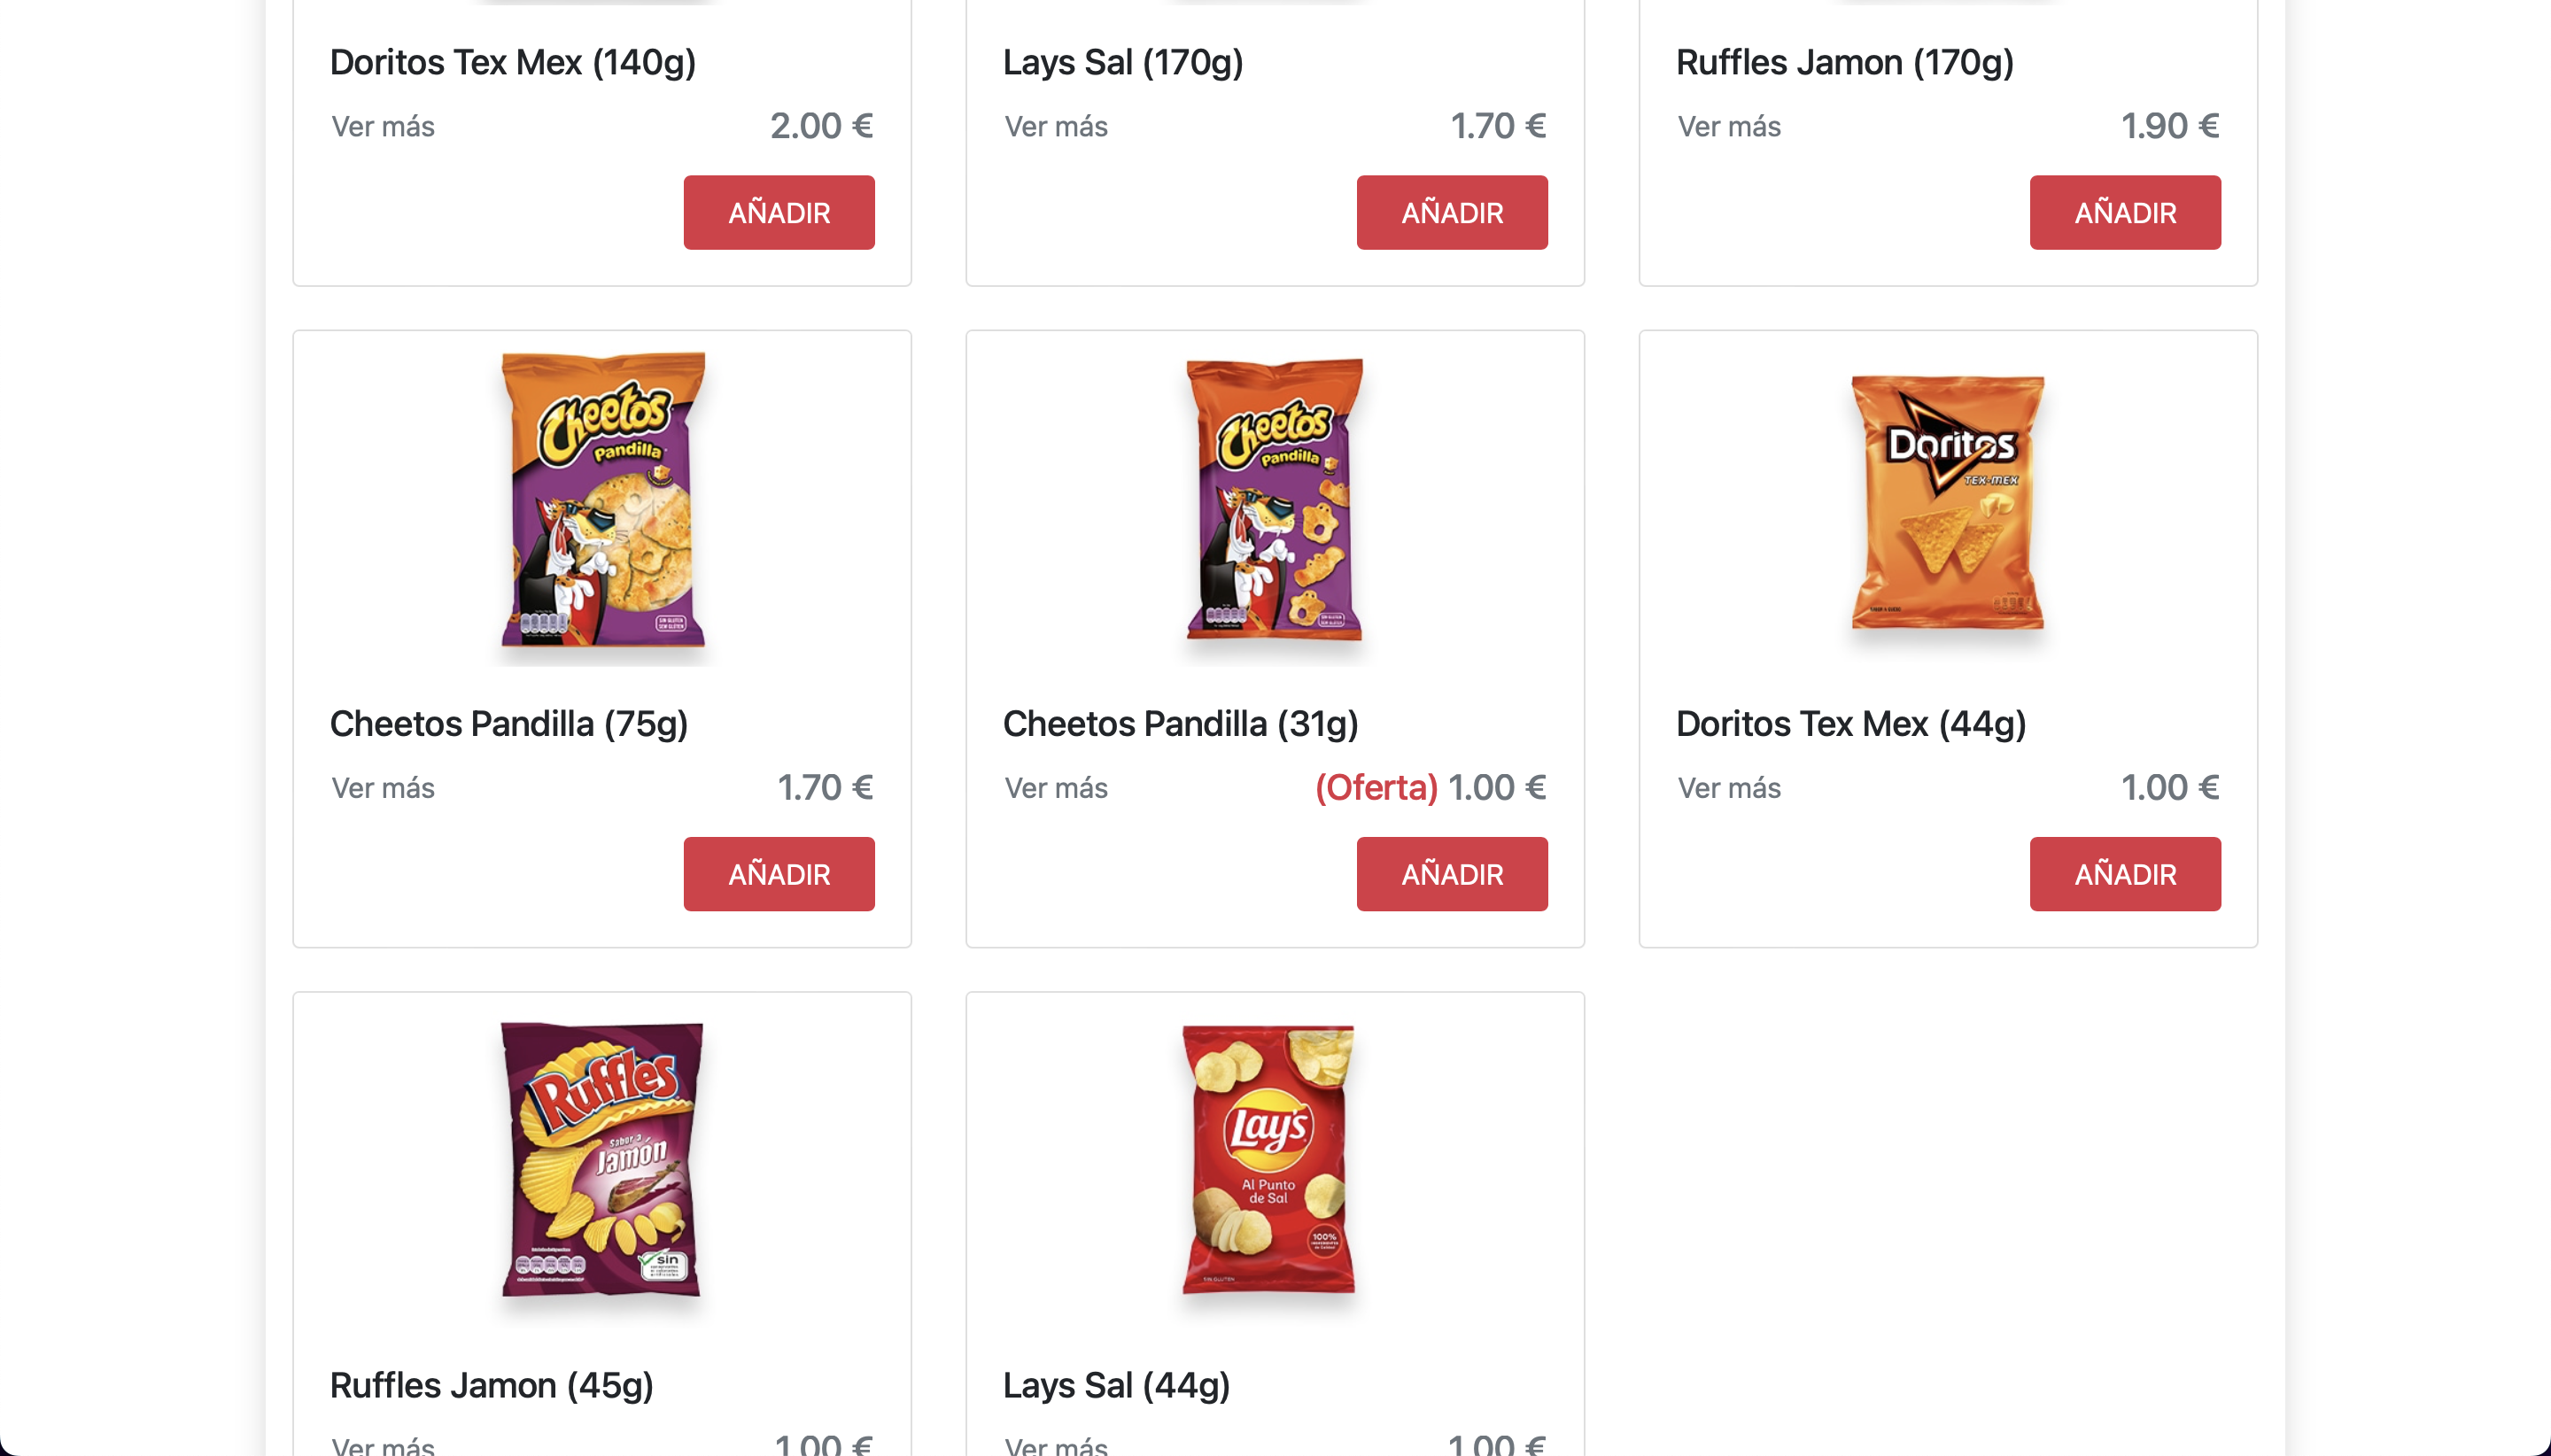 Doritos Tex Mex (140g)
Ver más 2.00 €
AÑADIR
Lays Sal (170g)
Ver más 1.70 €
AÑADIR
Ruffles Jamon (170g)
Ver más 1.90 €
AÑADIR
Cheetos
Pandilla
SIN GLUTEN
Cheetos Pandilla (75g)
Ver más 1.70 €
AÑADIR
Cheetos
Pandilla
Cheetos Pandilla (31g)
Ver más (Oferta) 1.00 €
AÑADIR
Doritos
TEX-MEX
Doritos Tex Mex (44g)
Ver más 1.00 €
AÑADIR
Ruffles
Sabor a
Jamón
sin
Ruffles Jamon (45g)
Ver más 1.00 €
Lay's
Al Punto
de Sal
100%
SIN GLUTEN
Lays Sal (44g)
Ver más 1.00 €